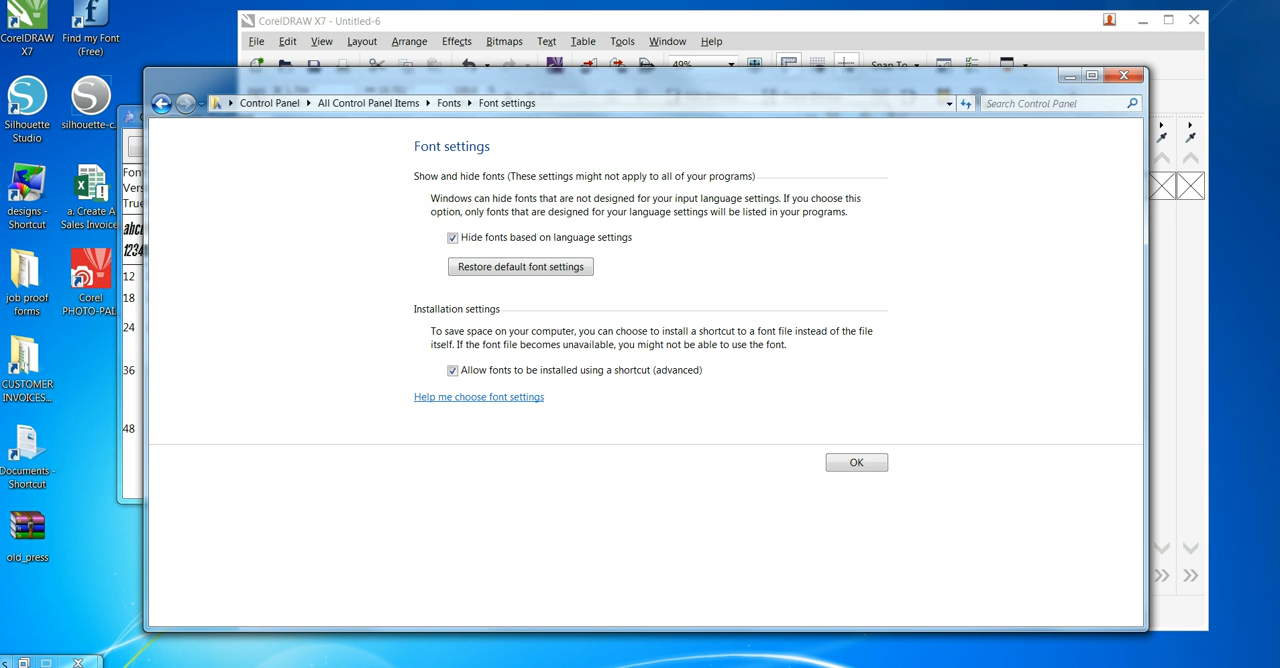 CorelDRAW X7
Find my Font (Free)
Silhouette Studio
silhouette-c
designs - Shortcut
a. Create A Sales Invoice
job proof forms
Corel PHOTO-PAI
CUSTOMER INVOICES...
Documents - Shortcut
old_press
CorelDRAW X7 - Untitled-6
File Edit View Layout Arrange Effects Bitmaps Text Table Tools Window Help
49% Snap To
Control Panel All Control Panel Items Fonts Font settings
Search Control Panel
Font settings
Show and hide fonts (These settings might not apply to all of your programs)
Windows can hide fonts that are not designed for your input language settings. If you choose this
option, only fonts that are designed for your language settings will be listed in your programs.
Hide fonts based on language settings
Restore default font settings
Installation settings
To save space on your computer, you can choose to install a shortcut to a font file instead of the file
itself. If the font file becomes unavailable, you might not be able to use the font.
Allow fonts to be installed using a shortcut (advanced)
Help me choose font settings
OK
Fon
Vers
True
abc
1234
12
18
24
36
48